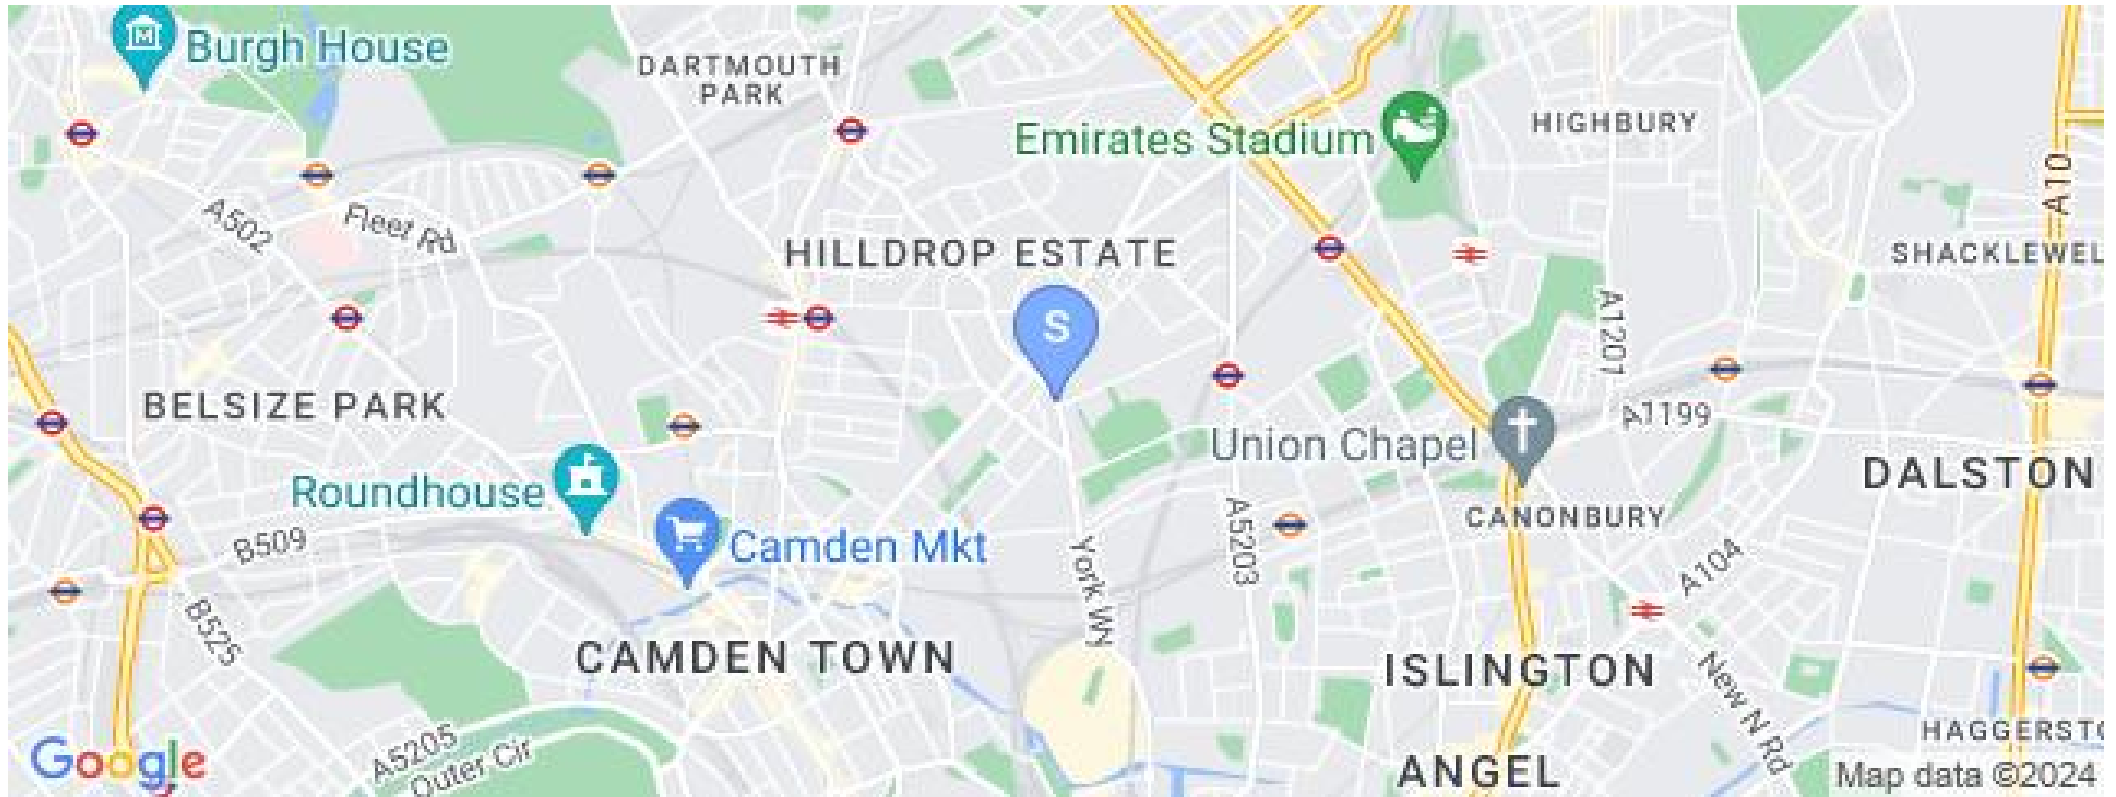 Burgh House
DARTMOUTH
PARK
Emirates Stadium
HIGHBURY
A10
A502
Fleet Rd
HILLDROP ESTATE
SHACKLEWEL
S
A1201
BELSIZE PARK
A1199
Union Chapel
DALSTON
Roundhouse
CANONBURY
B509
Camden Mkt
A5203
York Wy
A104
B525
CAMDEN TOWN
ISLINGTON
New N Rd
A5205
Outer Cir
HAGGERSTO
Google
ANGEL
Map data ©2024